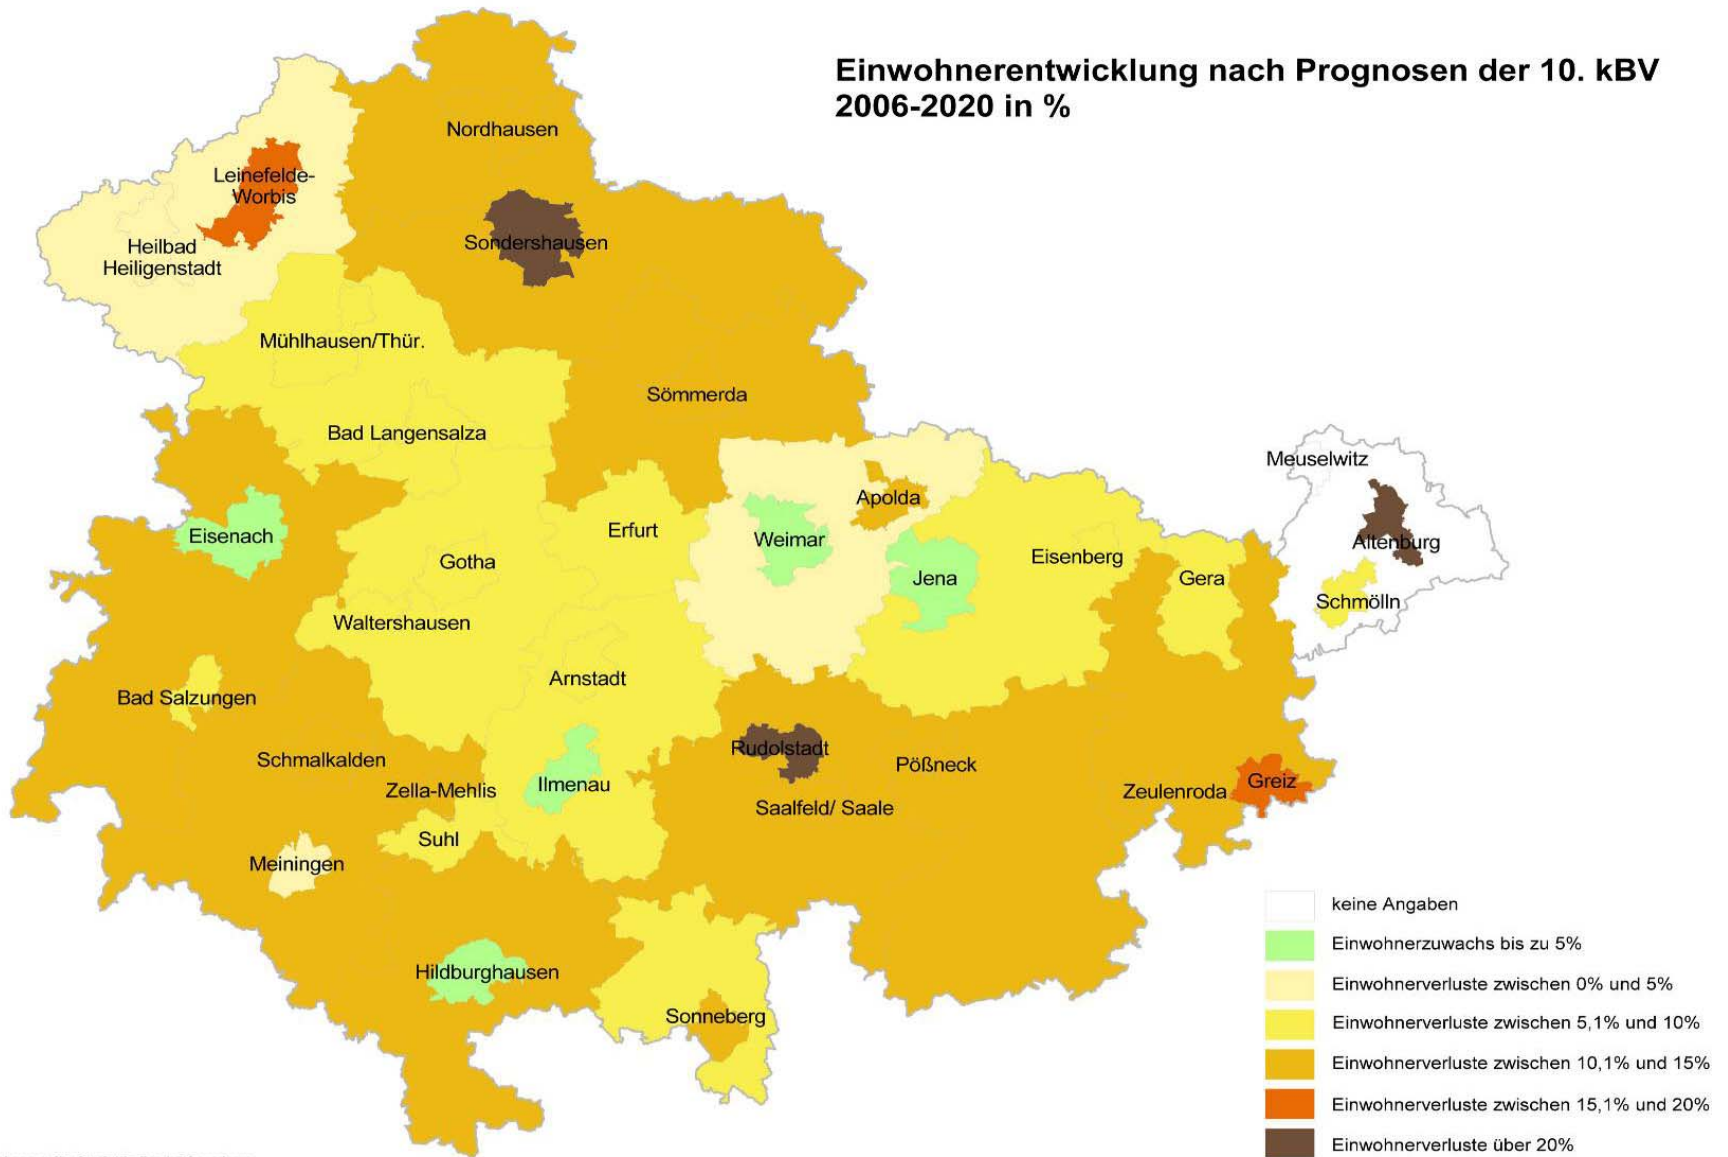 Einwohnerentwicklung nach Prognosen der 10. kBV
2006-2020 in %
Nordhausen
Leinefelde-
Worbis
Sondershausen
Heilbad
Heiligenstadt
Mühlhausen/Thür.
Sömmerda
Bad Langensalza
Meuselwitz
Apolda
Eisenach
Erfurt
Weimar
Altenburg
Gotha
Eisenberg
Jena
Gera
Schmölln
Waltershausen
Arnstadt
Bad Salzungen
Rudolstadt
Schmalkalden
Pößneck
Zella-Mehlis
Ilmenau
Greiz
Zeulenroda
Saalfeld/ Saale
Suhl
Meiningen
Hildburghausen
Sonneberg
keine Angaben
Einwohnerzuwachs bis zu 5%
Einwohnerverluste zwischen 0% und 5%
Einwohnerverluste zwischen 5,1% und 10%
Einwohnerverluste zwischen 10,1% und 15%
Einwohnerverluste zwischen 15,1% und 20%
Einwohnerverluste über 20%